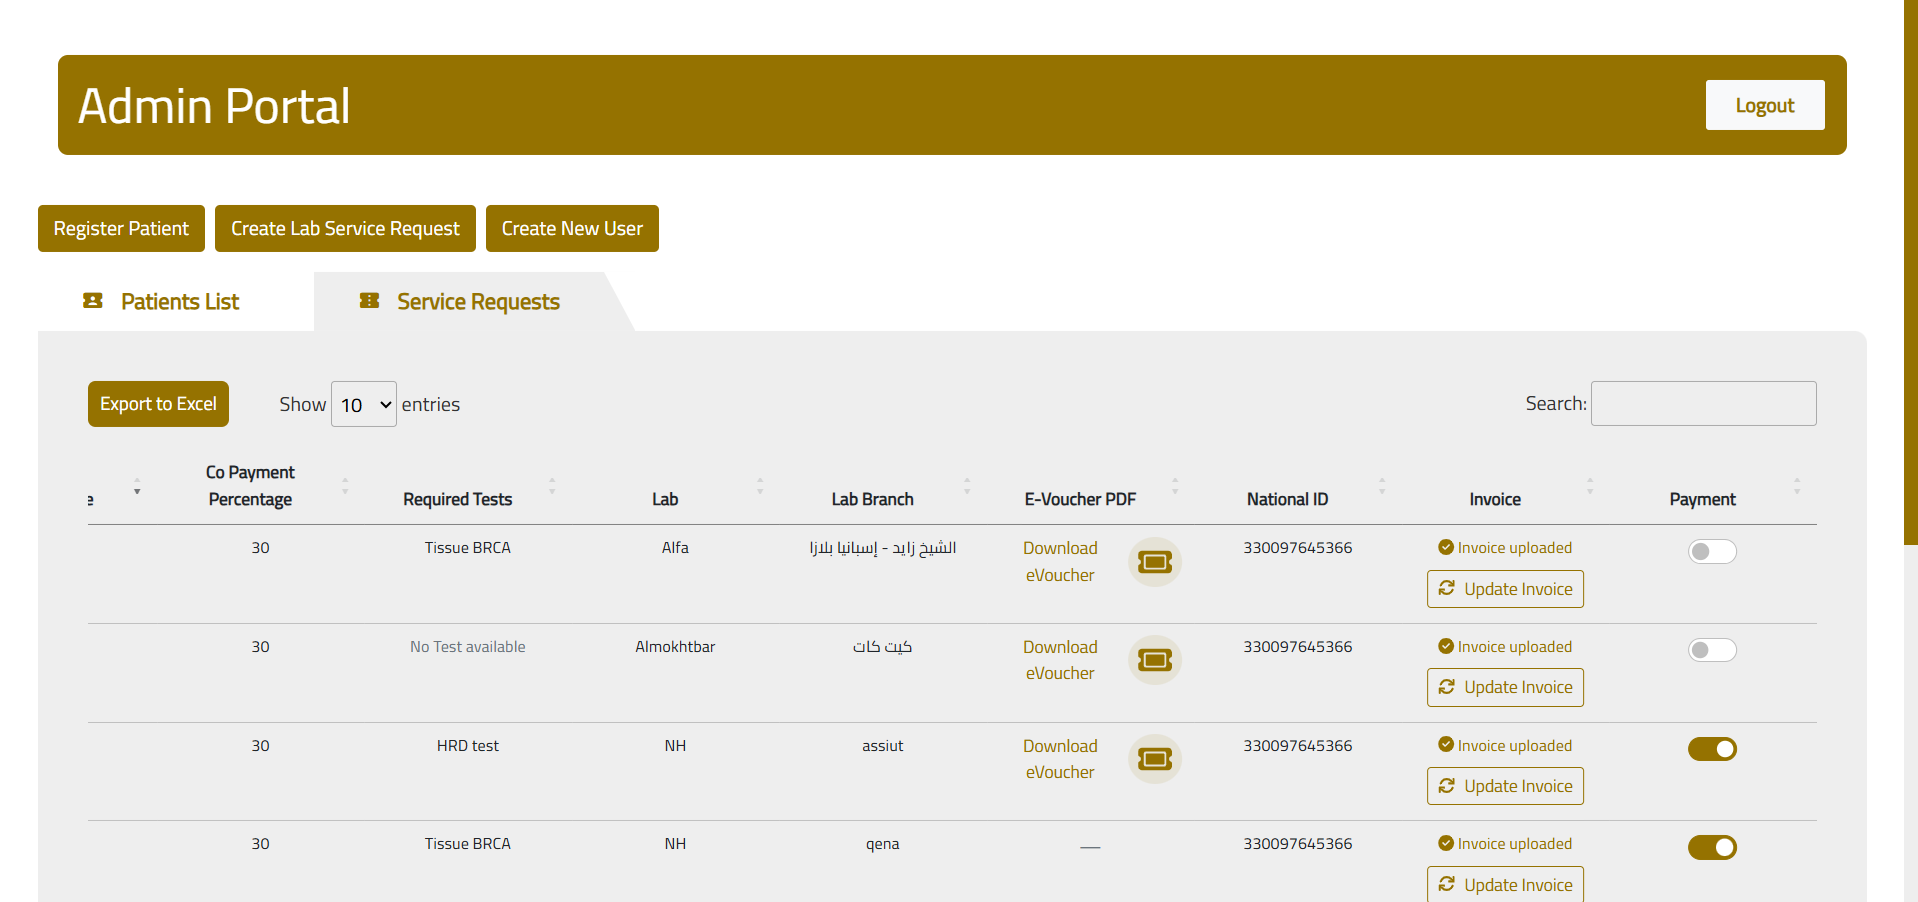 Admin Portal
Logout
Register Patient
Create Lab Service Request
Create New User
Patients List
Service Requests
Export to Excel
Show 10 entries
Search:
e
Co Payment
Percentage
Required Tests
Lab
Lab Branch
E-Voucher PDF
National ID
Invoice
Payment
30
Tissue BRCA
Alfa
الشيخ زايد - إسبانيا بلازا
Download
eVoucher
330097645366
Invoice uploaded
Update Invoice
30
No Test available
Almokhtbar
كيت كات
Download
eVoucher
330097645366
Invoice uploaded
Update Invoice
30
HRD test
NH
assiut
Download
eVoucher
330097645366
Invoice uploaded
Update Invoice
30
Tissue BRCA
NH
qena
—
330097645366
Invoice uploaded
Update Invoice